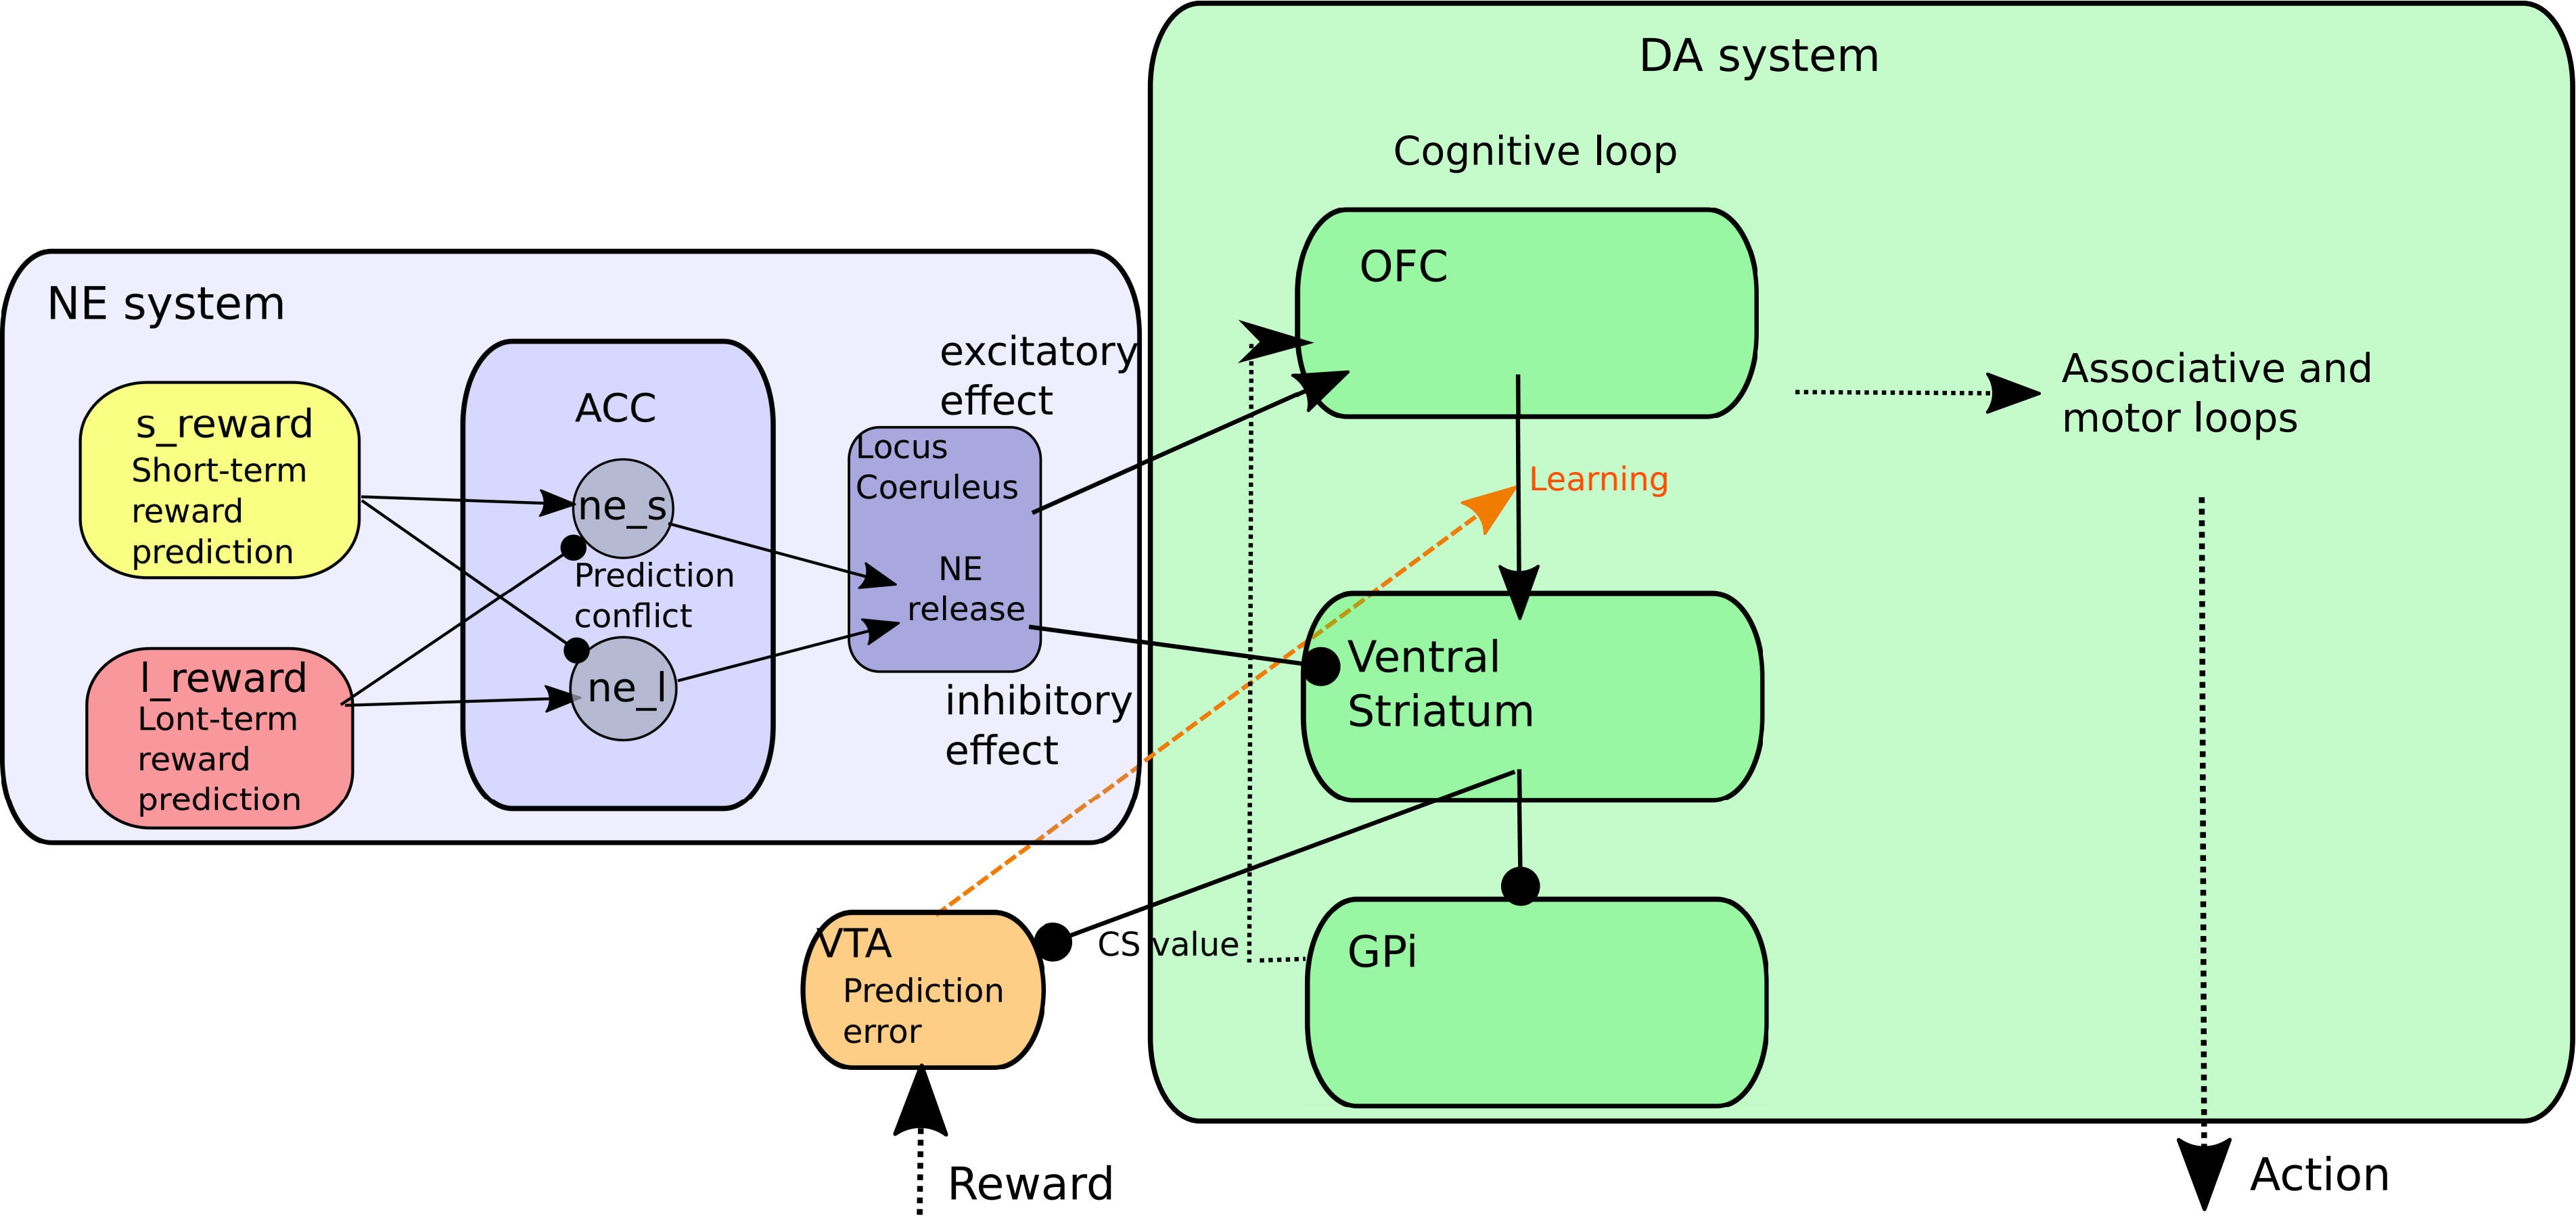 DA system
Cognitive loop
OFC
NE system
excitatory
effect
Associative and
motor loops
ACC
s_reward
Short-term
reward
prediction
Locus
Coeruleus
Learning
ne_s
NE
release
Prediction
conflict
l_reward
Lont-term
reward
prediction
ne_l
inhibitory
effect
Ventral
Striatum
VTA
Prediction
error
CS value
GPi
Reward
Action